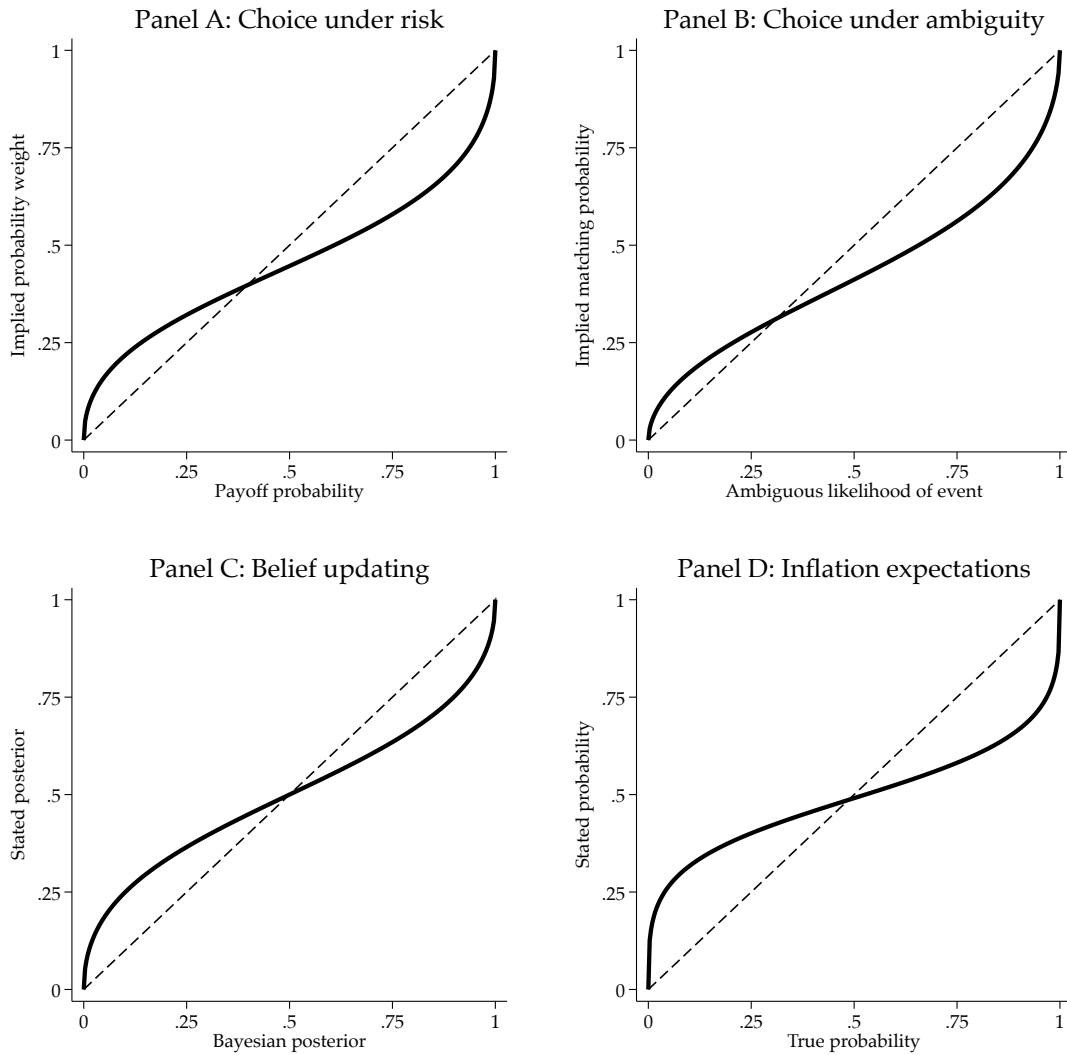 Panel A: Choice under risk
Implied probability weight
1
.75
.5
.25
0
0 .25 .5 .75 1
Payoff probability
Panel B: Choice under ambiguity
Implied matching probability
1
.75
.5
.25
0
0 .25 .5 .75 1
Ambiguous likelihood of event
Panel C: Belief updating
Stated posterior
1
.75
.5
.25
0
0 .25 .5 .75 1
Bayesian posterior
Panel D: Inflation expectations
Stated probability
1
.75
.5
.25
0
0 .25 .5 .75 1
True probability